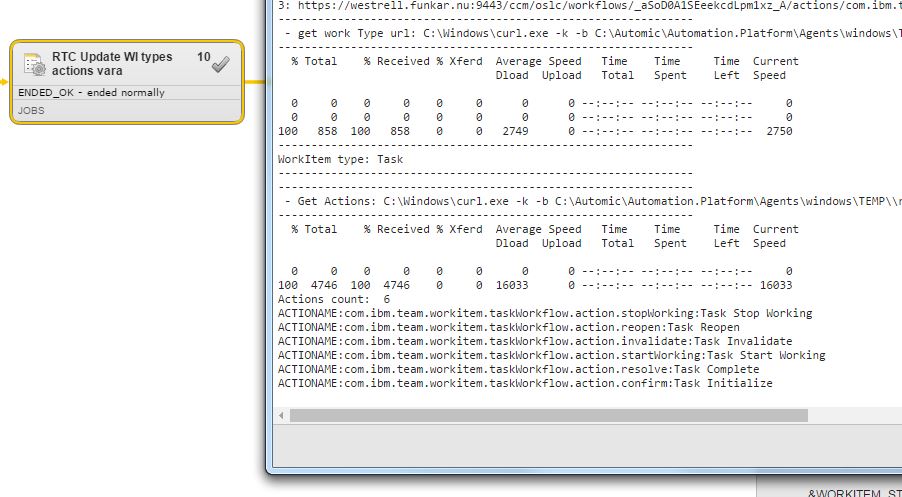 RTC Update WI types actions vara
10
ENDED_OK - ended normally
JOBS
3: https://westrell.funkar.nu:9443/ccm/oslc/workflows/_aSoD0A1SEeekcdLpm1xz_A/actions/com.ibm.t
---------------------------------------------------------------
 - get work Type url: C:\Windows\curl.exe -k -b C:\Automic\Automation.Platform\Agents\windows\T
  % Total    % Received % Xferd  Average Speed   Time    Time     Time  Current
                                 Dload  Upload   Total   Spent    Left  Speed
  0     0    0     0    0     0      0      0 --:--:-- --:--:-- --:--:--     0
  0     0    0     0    0     0      0      0 --:--:-- --:--:-- --:--:--     0
100   858  100   858    0     0   2749      0 --:--:-- --:--:-- --:--:--  2750
---------------------------------------------------------------
WorkItem type: Task
---------------------------------------------------------------
---------------------------------------------------------------
 - Get Actions: C:\Windows\curl.exe -k -b C:\Automic\Automation.Platform\Agents\windows\TEMP\\
---------------------------------------------------------------
  % Total    % Received % Xferd  Average Speed   Time    Time     Time  Current
                                 Dload  Upload   Total   Spent    Left  Speed
  0     0    0     0    0     0      0      0 --:--:-- --:--:-- --:--:--     0
100  4746  100  4746    0     0  16033      0 --:--:-- --:--:-- --:--:-- 16033
Actions count:  6
ACTIONAME:com.ibm.team.workitem.taskWorkflow.action.stopWorking:Task Stop Working
ACTIONAME:com.ibm.team.workitem.taskWorkflow.action.reopen:Task Reopen
ACTIONAME:com.ibm.team.workitem.taskWorkflow.action.invalidate:Task Invalidate
ACTIONAME:com.ibm.team.workitem.taskWorkflow.action.startWorking:Task Start Working
ACTIONAME:com.ibm.team.workitem.taskWorkflow.action.resolve:Task Complete
ACTIONAME:com.ibm.team.workitem.taskWorkflow.action.confirm:Task Initialize
&WORKITEM_ST